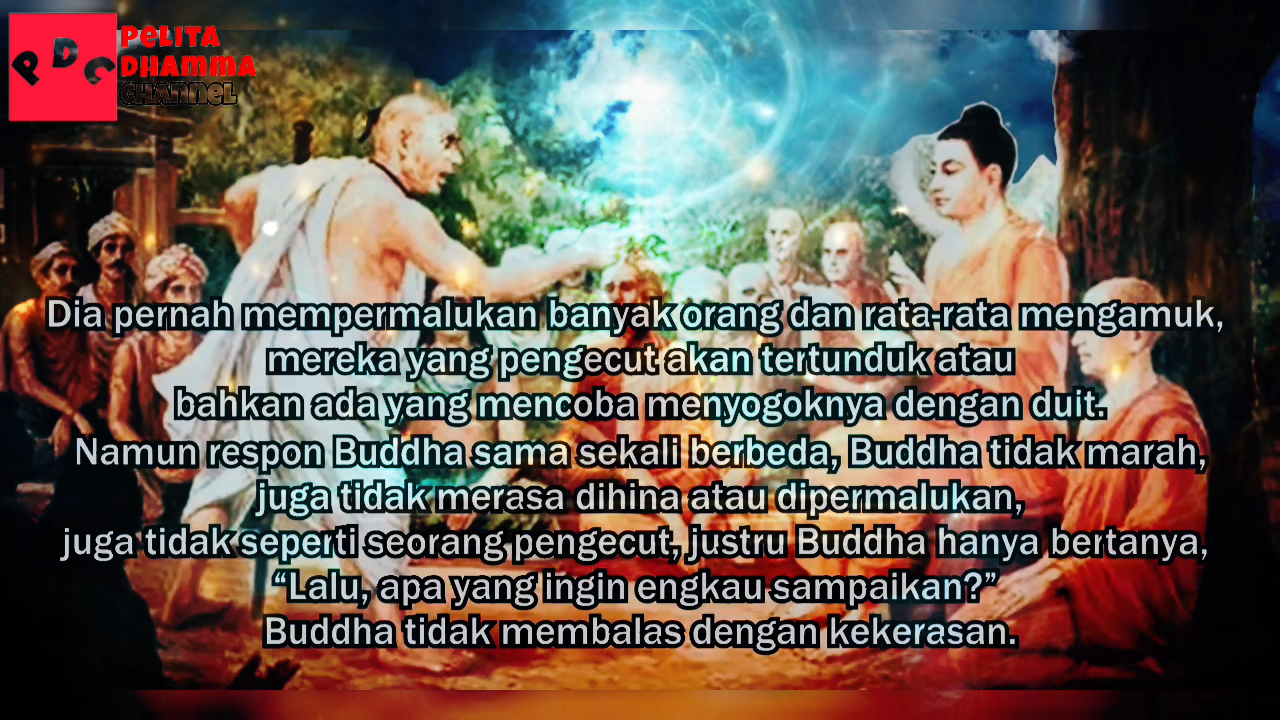 PDC
PELITA
DHAMMA
CHANNEL
Dia pernah mempermalukan banyak orang dan rata-rata mengamuk,
mereka yang pengecut akan tertunduk atau
bahkan ada yang mencoba menyogoknya dengan duit.
Namun respon Buddha sama sekali berbeda, Buddha tidak marah,
juga tidak merasa dihina atau dipermalukan,
juga tidak seperti seorang pengecut, justru Buddha hanya bertanya,
“Lalu, apa yang ingin engkau sampaikan?”
Buddha tidak membalas dengan kekerasan.